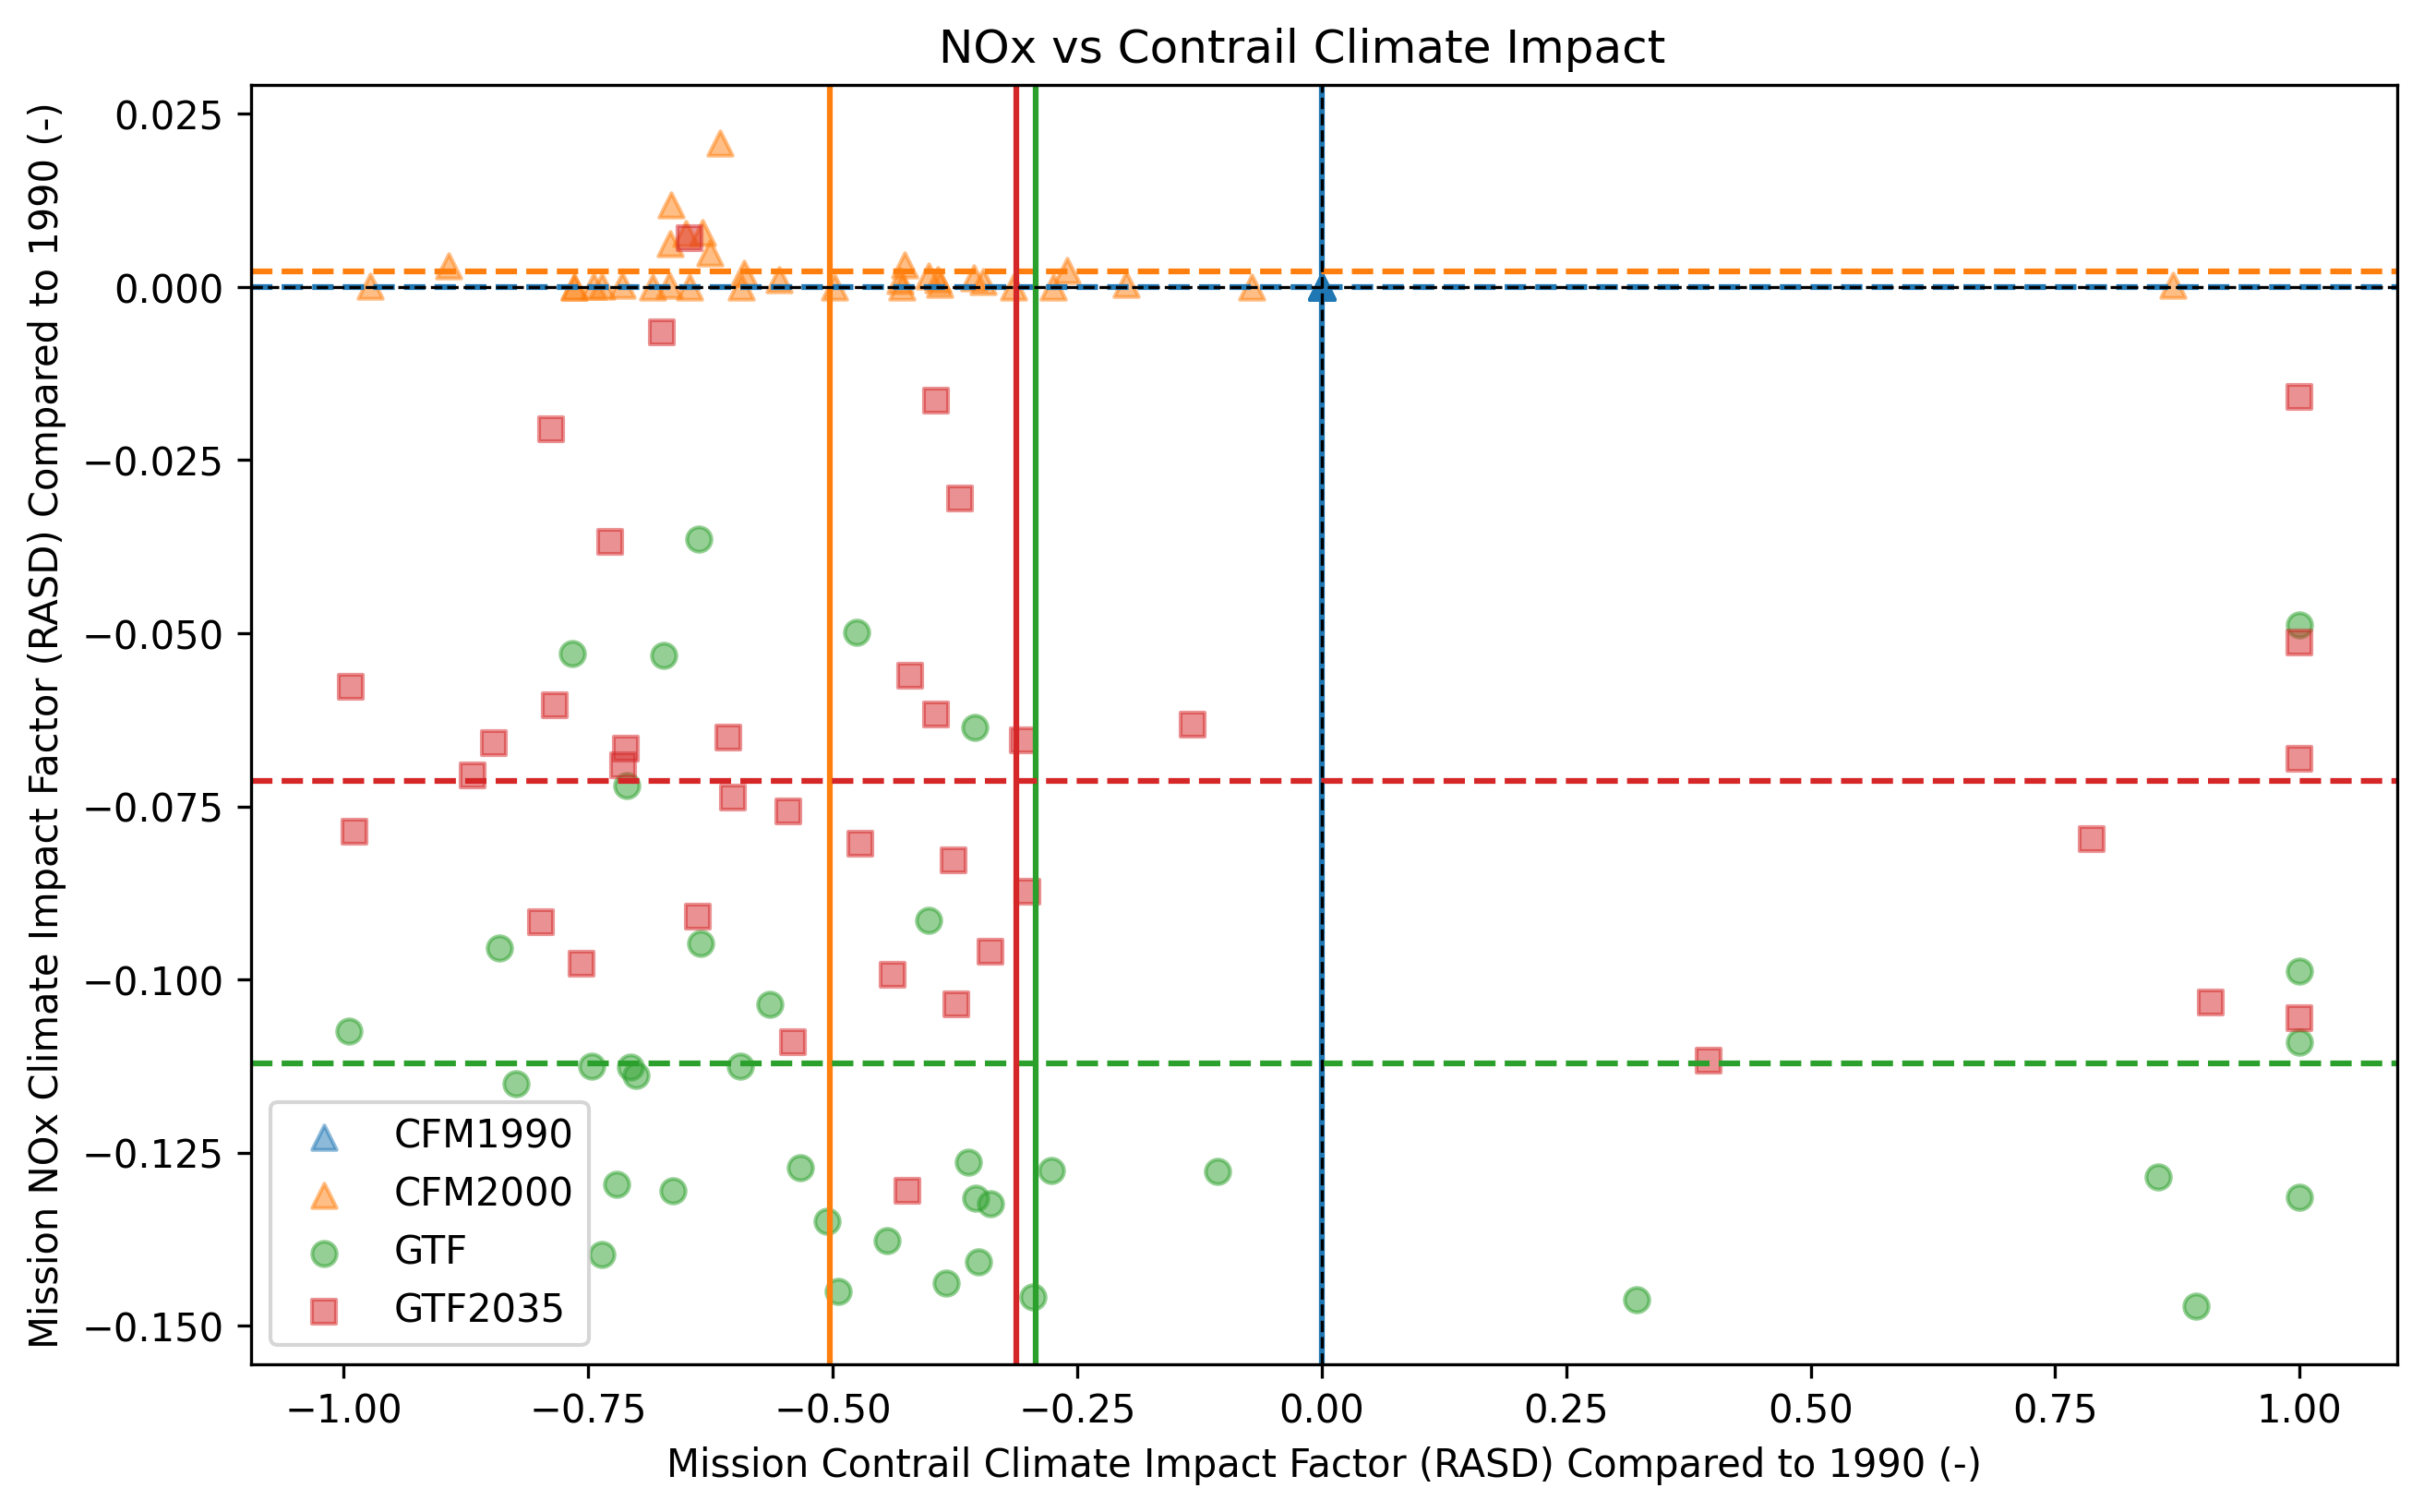 NOx vs Contrail Climate Impact
Mission NOx Climate Impact Factor (RASD) Compared to 1990 (-)
0.025
0.000
−0.025
−0.050
−0.075
−0.100
−0.125
−0.150
CFM1990
CFM2000
GTF
GTF2035
−1.00
−0.75
−0.50
−0.25
0.00
0.25
0.50
0.75
1.00
Mission Contrail Climate Impact Factor (RASD) Compared to 1990 (-)